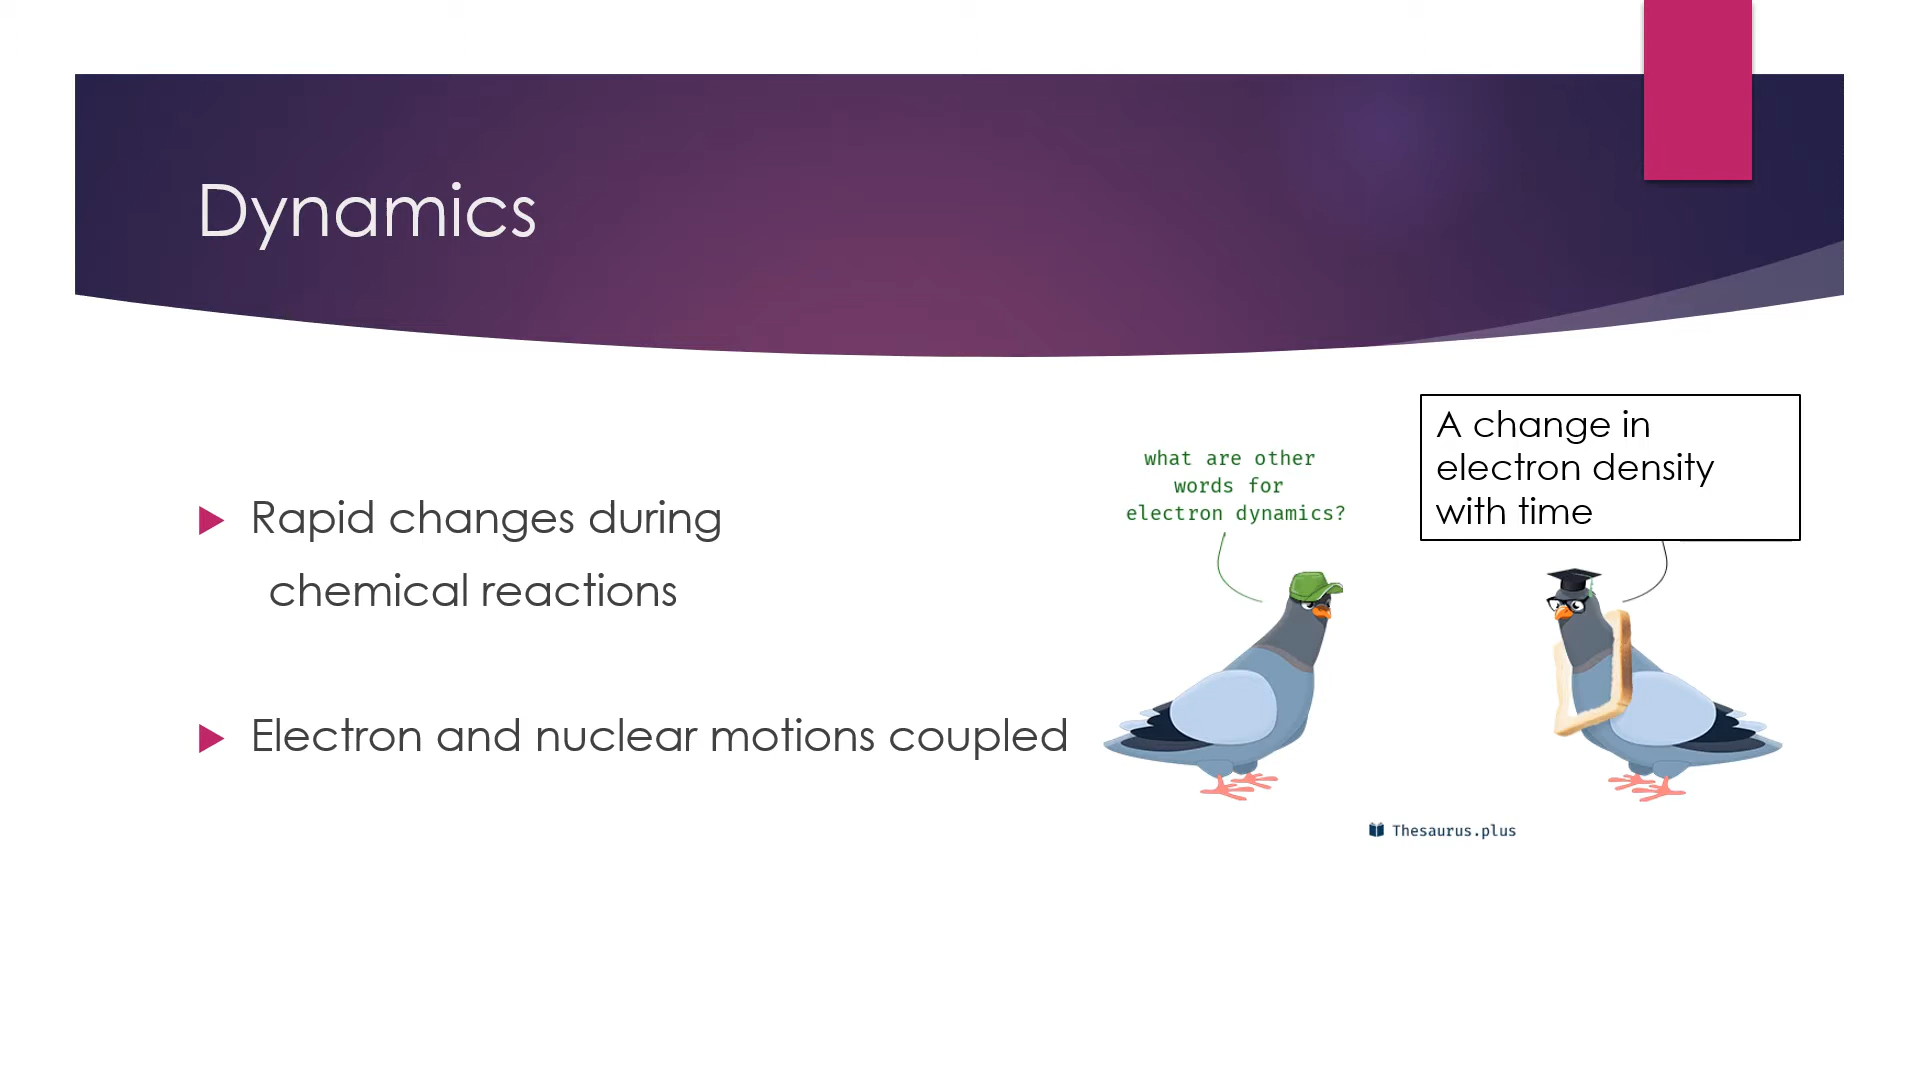 Dynamics
Rapid changes during
chemical reactions
Electron and nuclear motions coupled
what are other
words for
electron dynamics?
A change in
electron density
with time
Thesaurus.plus